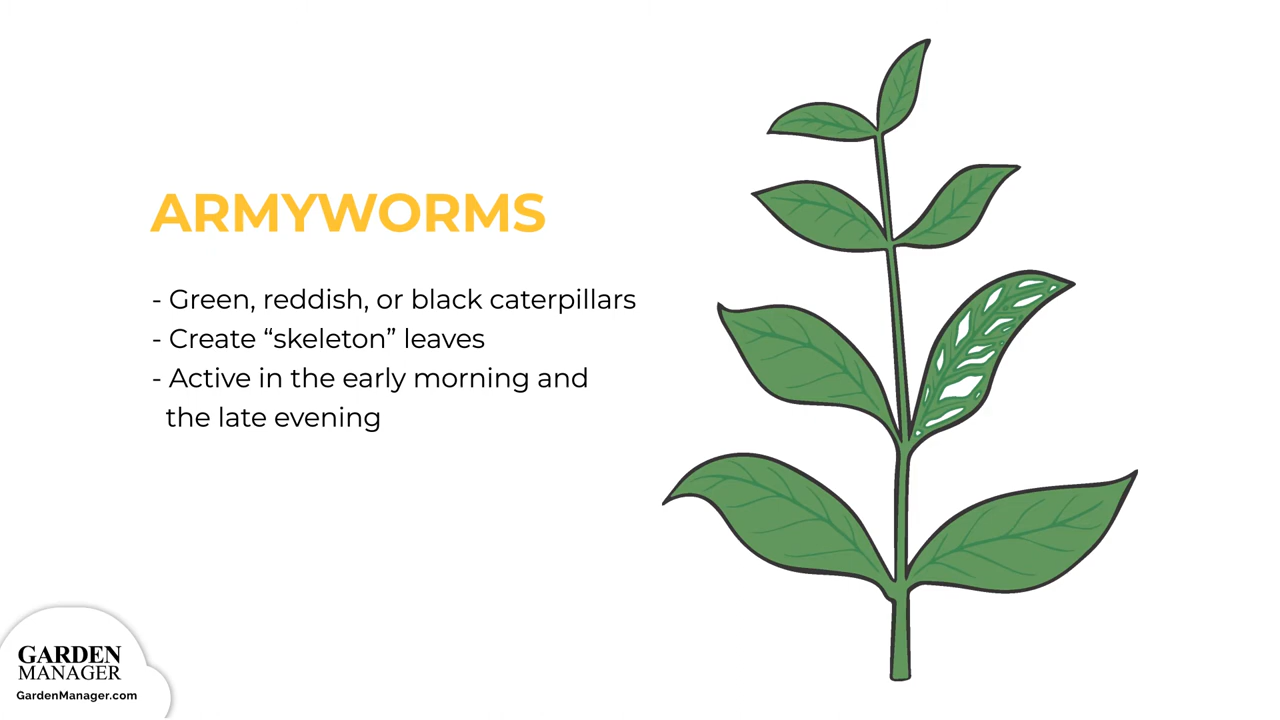 ARMYWORMS
- Green, reddish, or black caterpillars
- Create “skeleton” leaves
- Active in the early morning and
the late evening
GARDEN
MANAGER
GardenManager.com